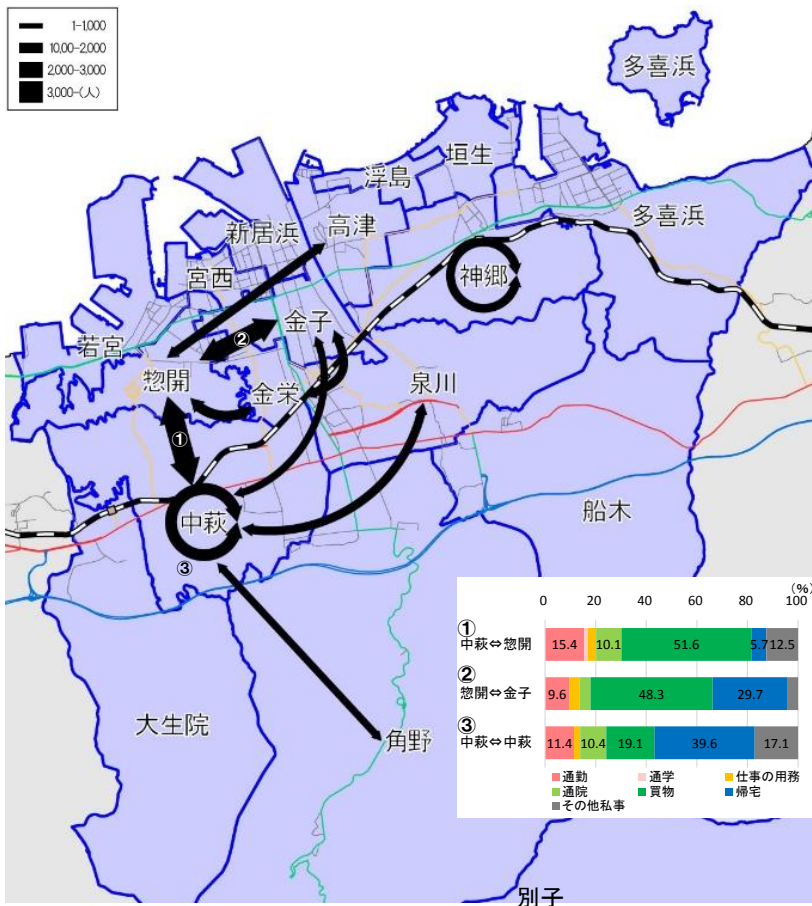 1-1,000
10,00-2,000
2,000-3,000
3,000-(人)
多喜浜
垣生
浮島
多喜浜
高津
新居浜
神郷
宮西
金子
②
若宮
惣開
金栄
泉川
①
中萩
船木
③
(%)
0 20 40 60 80 100
①
中萩⇔惣開 15.4 10.1 51.6 5.7 12.5
②
惣開⇔金子 9.6 48.3 29.7
③
中萩⇔中萩 11.4 10.4 19.1 39.6 17.1
通勤 通学 仕事の用務
通院 買物 帰宅
その他私事
大生院
角野
別子